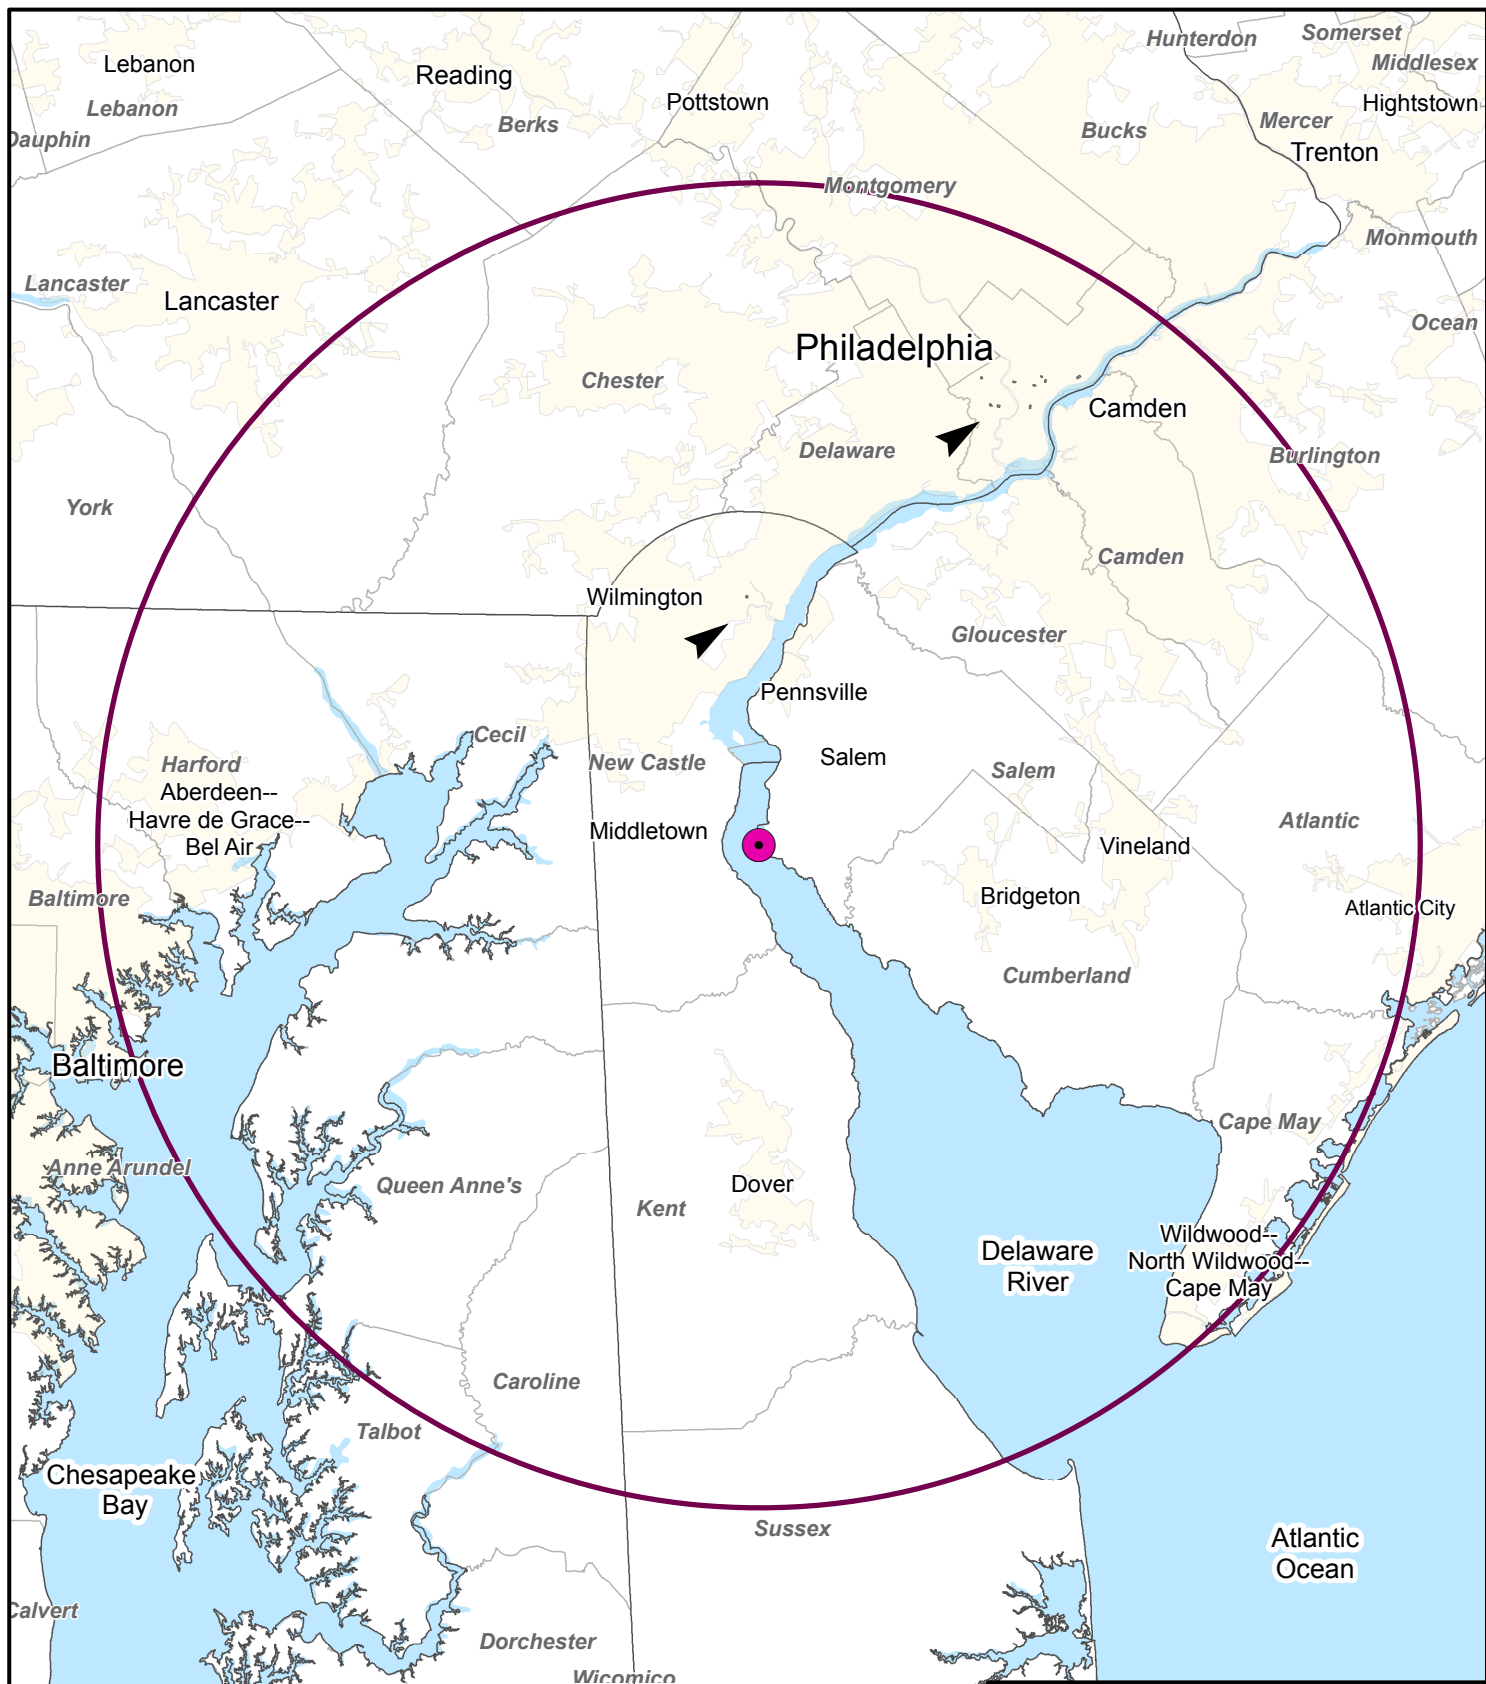 Hunterdon
Somerset
Lebanon
Reading
Middlesex
Lebanon
Pottstown
Hightstown
Berks
Mercer
Bucks
Dauphin
Trenton
Montgomery
Monmouth
Lancaster
Lancaster
Ocean
Philadelphia
Chester
Camden
Delaware
Burlington
York
Camden
Wilmington
Gloucester
Pennsville
Cecil
Salem
New Castle
Harford
Salem
Aberdeen--
Havre de Grace--
Bel Air
Middletown
Atlantic
Vineland
Baltimore
Bridgeton
Atlantic City
Cumberland
Baltimore
Cape May
Anne Arundel
Queen Anne's
Dover
Kent
Wildwood--
North Wildwood--
Cape May
Delaware
River
Caroline
Talbot
Chesapeake
Bay
Sussex
Atlantic
Ocean
Calvert
Dorchester
Wicomico